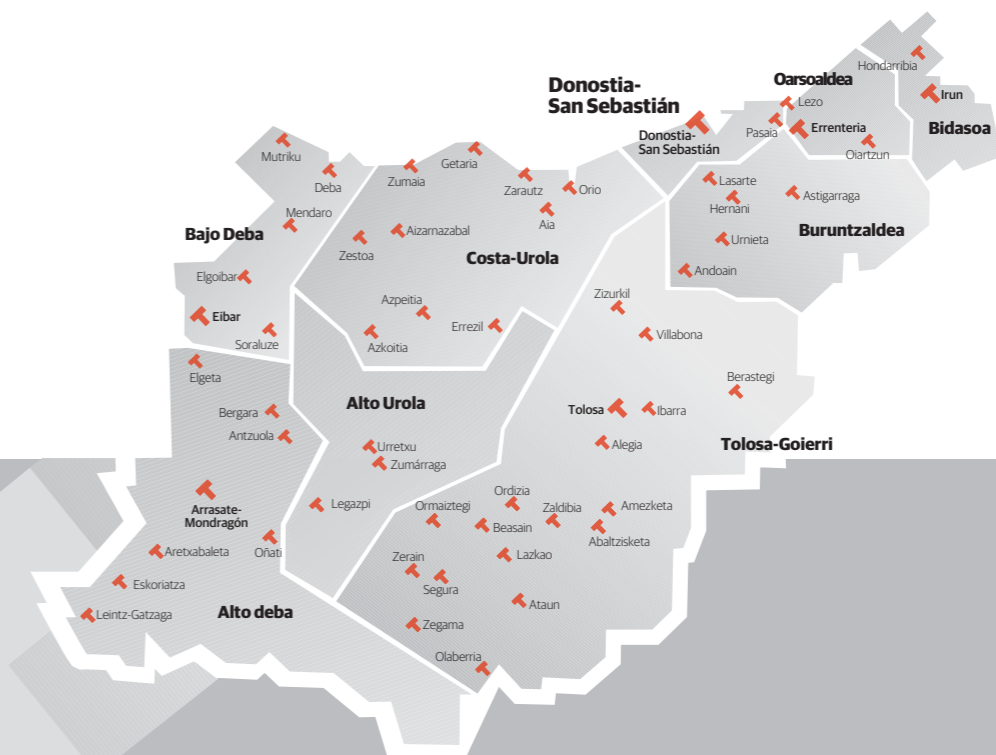 Hondarribia
Donostia-
San Sebastián
Oarsoaldea
Irun
Lezo
Bidasoa
Donostia-
San Sebastián
Pasaia
Errenteria
Oiartzun
Mutriku
Deba
Getaria
Zumaia
Zarautz
Orio
Lasarte
Hernani
Astigarraga
Mendaro
Aia
Bajo Deba
Aizarnazabal
Urnieta
Buruntzaldea
Zestoa
Costa-Urola
Andoain
Elgoibar
Zizurkil
Azpeitia
Eibar
Errezil
Soraluze
Azkoitia
Villabona
Elgeta
Berastegi
Alto Urola
Bergara
Tolosa
Ibarra
Antzuola
Urretxu
Alegia
Tolosa-Goierri
Zumárraga
Ordizia
Legazpi
Ormaiztegi
Zaldibia
Amezketa
Arrasate-
Mondragón
Beasain
Abaltzisketa
Oñati
Aretxabaleta
Zerain
Lazkao
Eskoriatza
Segura
Ataun
Leintz-Gatzaga
Alto deba
Zegama
Olaberria